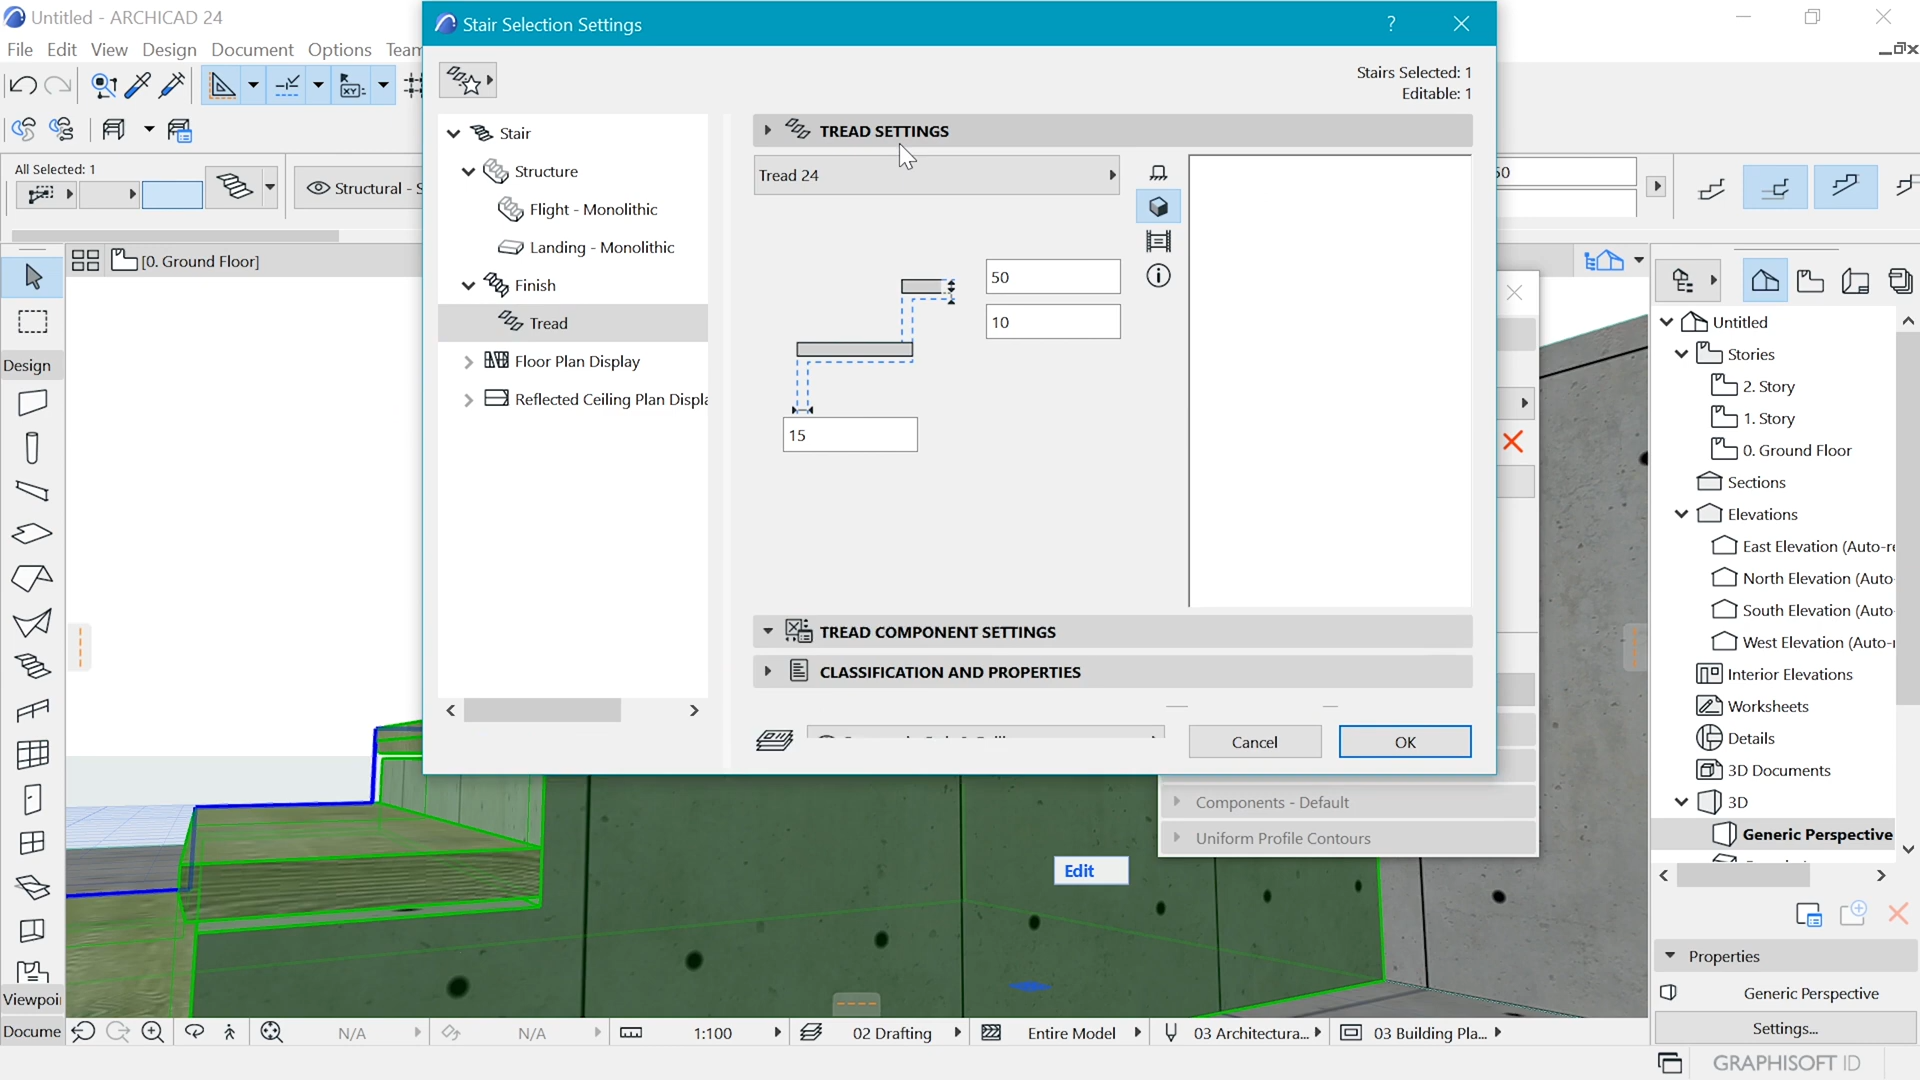 Untitled - ARCHICAD 24
File Edit View Design Document Options Team
Stair Selection Settings
?
Stairs Selected: 1
Editable: 1
Stair
Structure
Flight - Monolithic
Landing - Monolithic
Finish
Tread
Floor Plan Display
Reflected Ceiling Plan Displa
TREAD SETTINGS
Tread 24
50
10
15
TREAD COMPONENT SETTINGS
CLASSIFICATION AND PROPERTIES
Cancel
OK
All Selected: 1
Structural - S
50
[0. Ground Floor]
Design
Viewpoi
Docume
Components - Default
Uniform Profile Contours
Edit
Untitled
Stories
2. Story
1. Story
0. Ground Floor
Sections
Elevations
East Elevation (Auto-re
North Elevation (Auto-
South Elevation (Auto-
West Elevation (Auto-r
Interior Elevations
Worksheets
Details
3D Documents
3D
Generic Perspective
Properties
Generic Perspective
Settings...
N/A
N/A
1:100
02 Drafting
Entire Model
03 Architectura...
03 Building Pla...
GRAPHISOFT ID